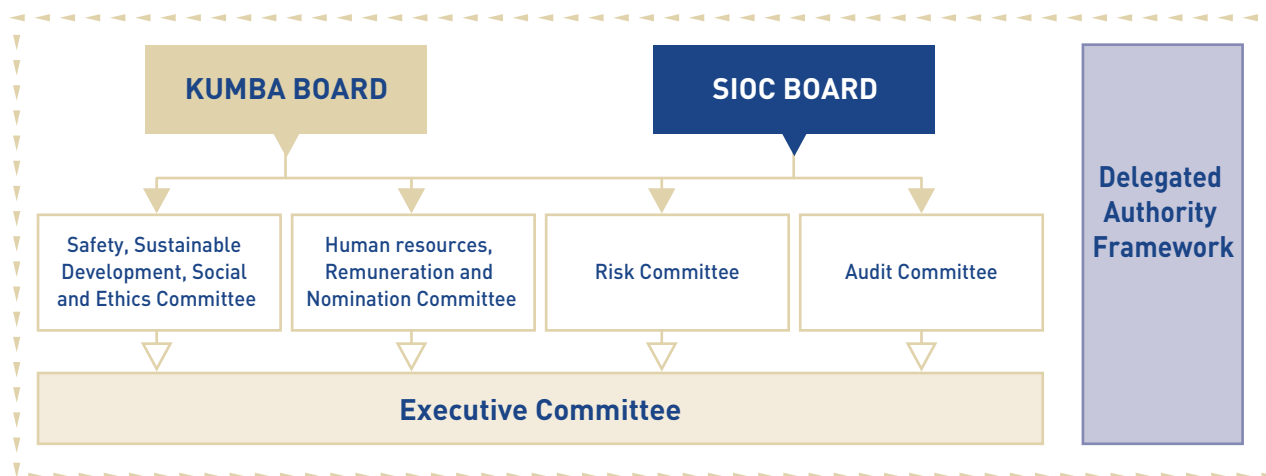 KUMBA BOARD
SIOC BOARD
Safety, Sustainable
Development, Social
and Ethics Committee
Human resources,
Remuneration and
Nomination Committee
Risk Committee
Audit Committee
Executive Committee
Delegated
Authority
Framework